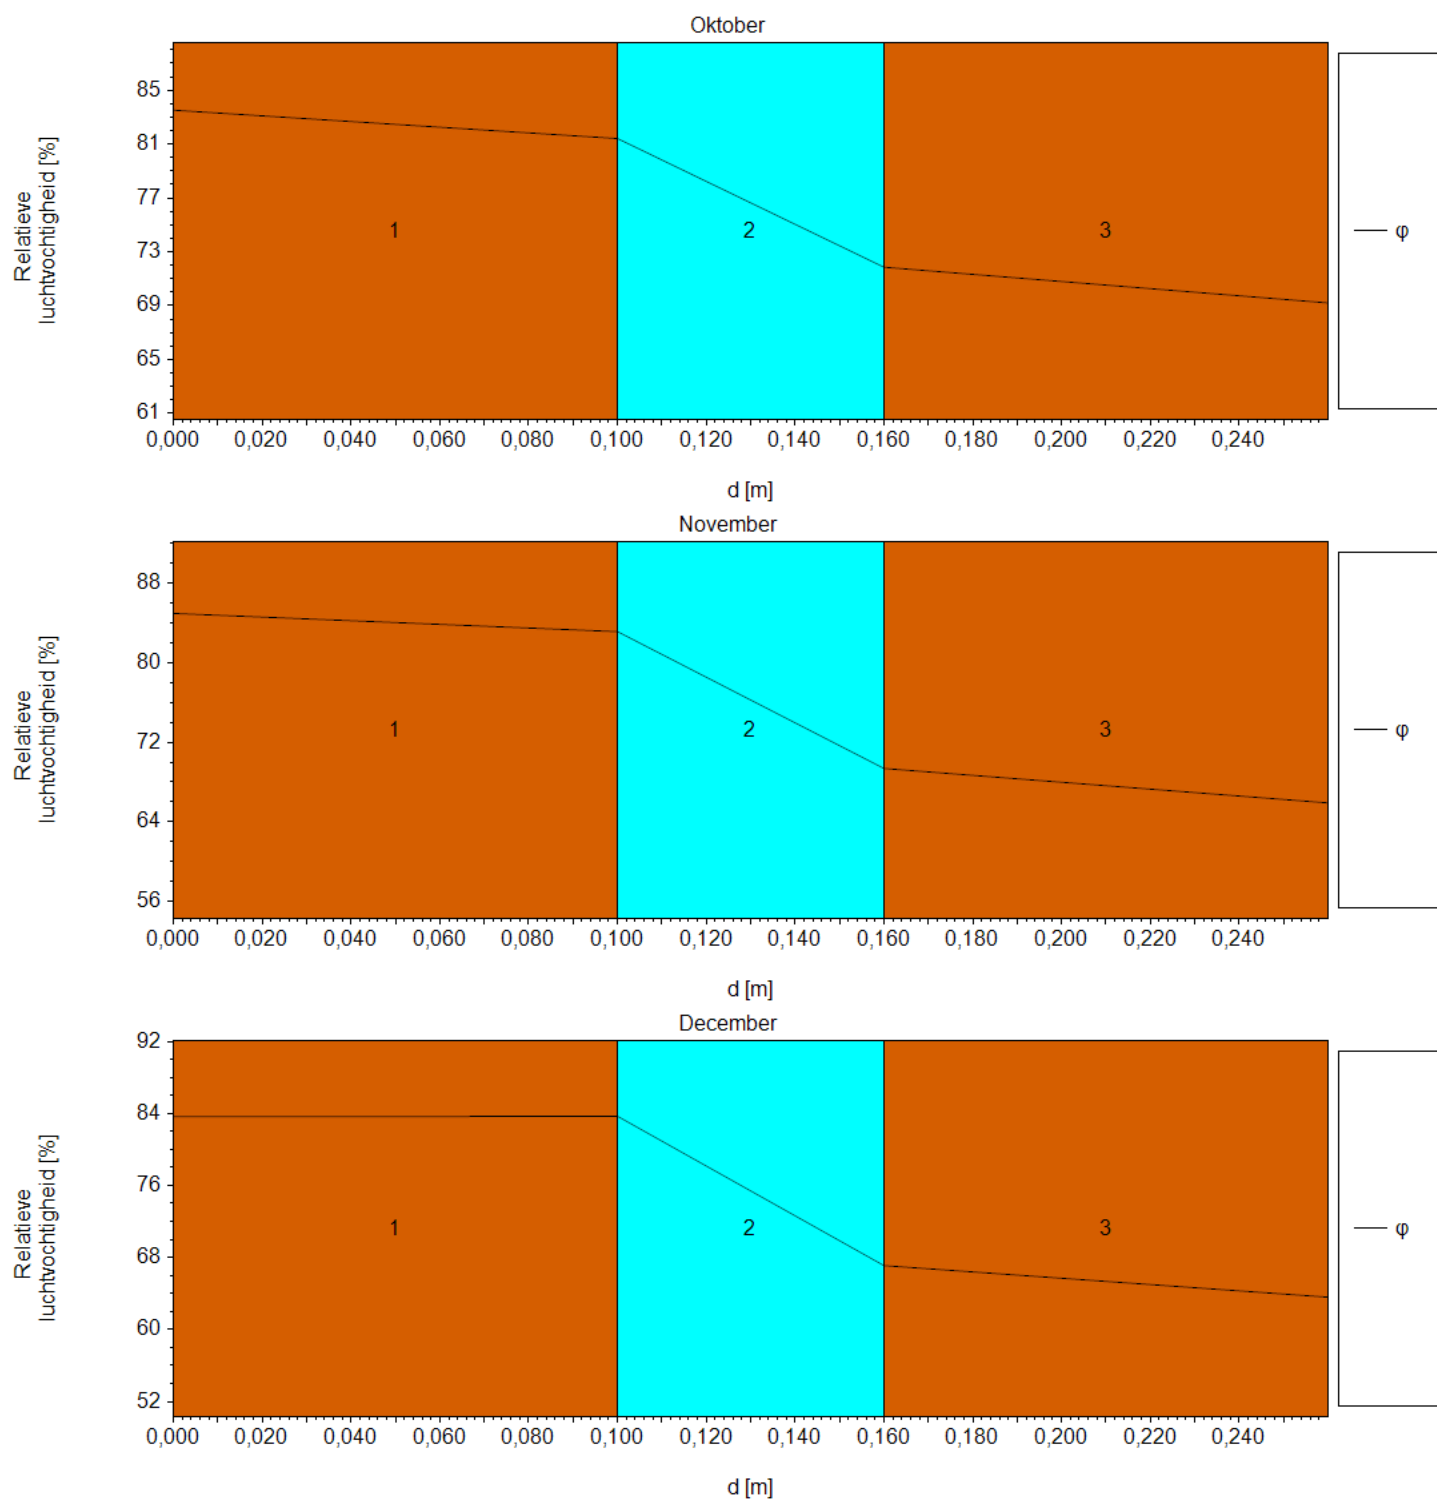 Oktober
Relatieve
luchtvochtigheid [%]
85
81
77
73
69
65
61
1
2
3
φ
0,000 0,020 0,040 0,060 0,080 0,100 0,120 0,140 0,160 0,180 0,200 0,220 0,240
d [m]
November
Relatieve
luchtvochtigheid [%]
88
80
72
64
56
1
2
3
φ
0,000 0,020 0,040 0,060 0,080 0,100 0,120 0,140 0,160 0,180 0,200 0,220 0,240
d [m]
December
Relatieve
luchtvochtigheid [%]
92
84
76
68
60
52
1
2
3
φ
0,000 0,020 0,040 0,060 0,080 0,100 0,120 0,140 0,160 0,180 0,200 0,220 0,240
d [m]